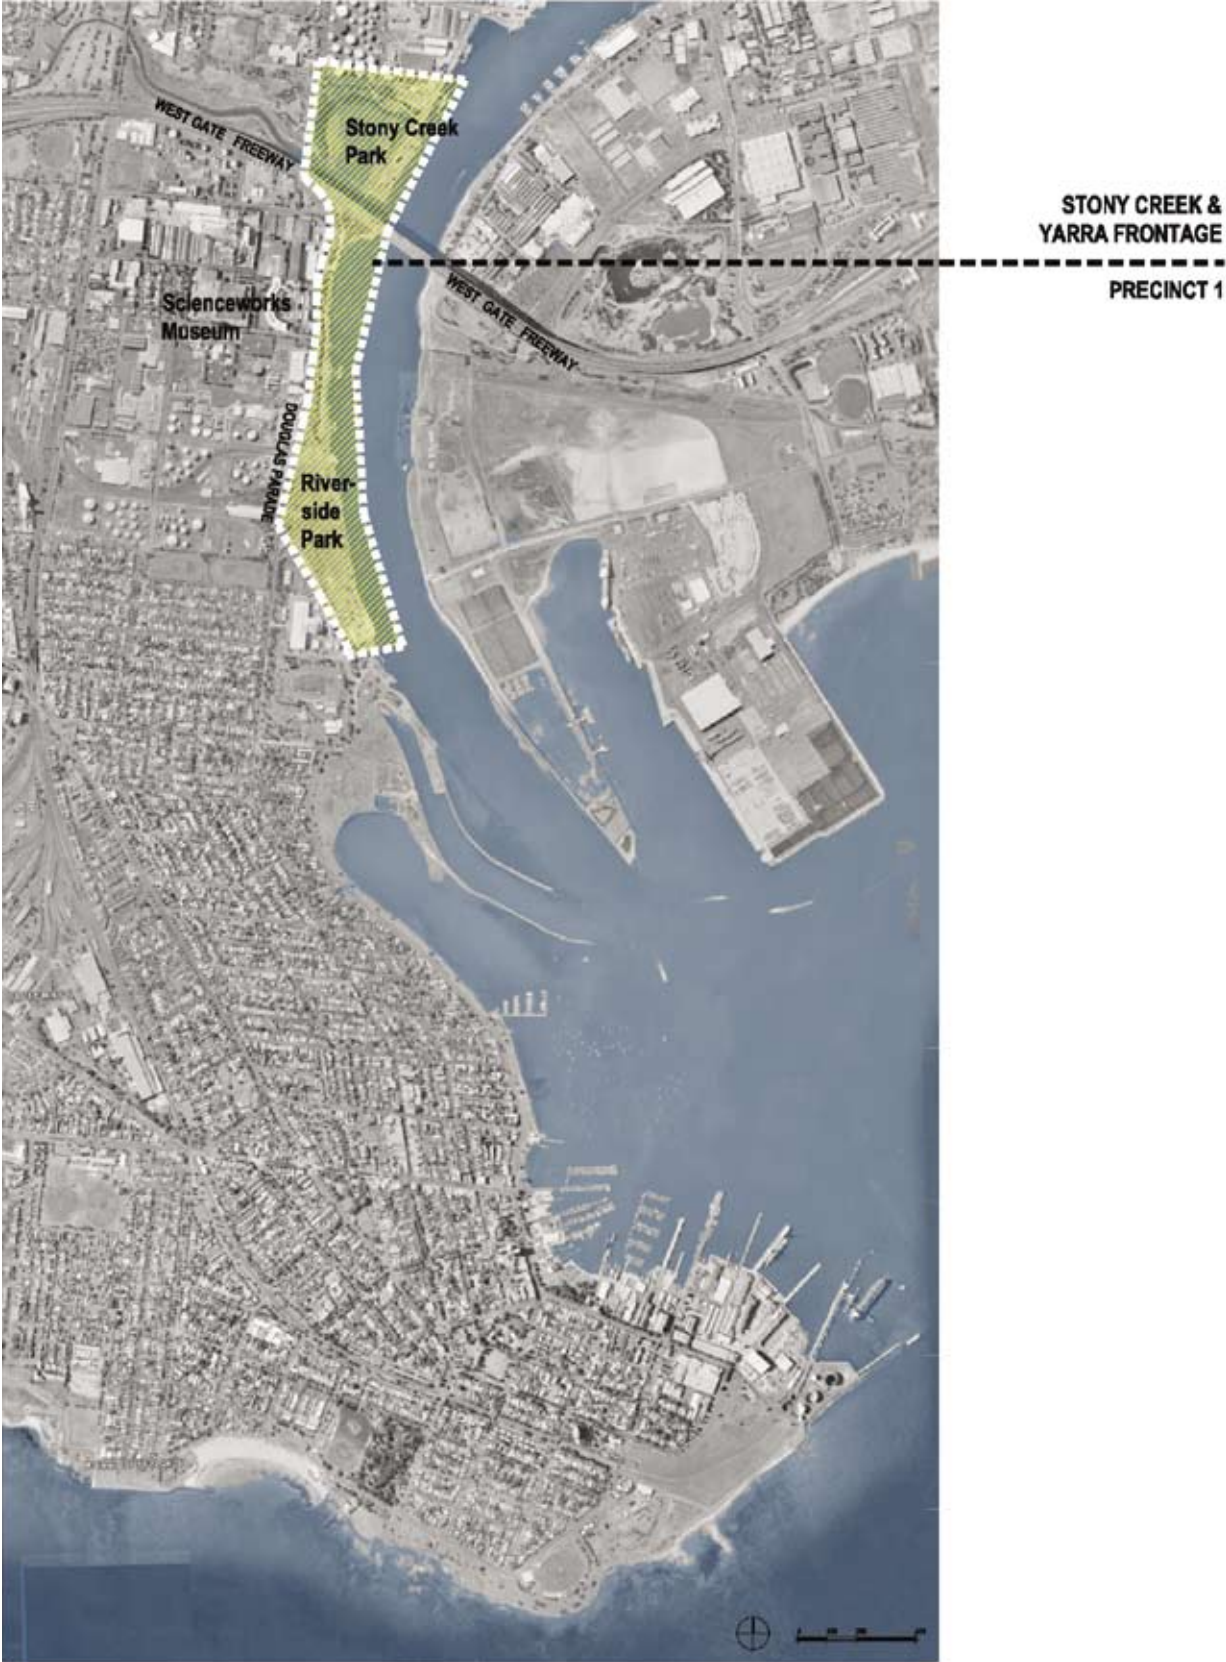 WEST GATE FREEWAY
Stony Creek
Park
STONY CREEK &
YARRA FRONTAGE
PRECINCT 1
WEST GATE FREEWAY
Scienceworks
Museum
DOUGLAS PARADE
River-
side
Park